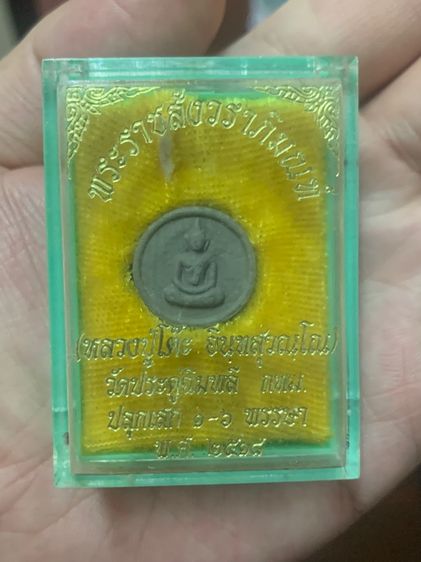 พระราชสังวราภิมณฑ์
(หลวงปู่โต๊ะ อินฺทสุวณฺโณ)
วัดประดู่ฉิมพลี กทม.
ปลุกเสก ๑-๖ พรรษา
พ.ศ. ๒๕๑๘